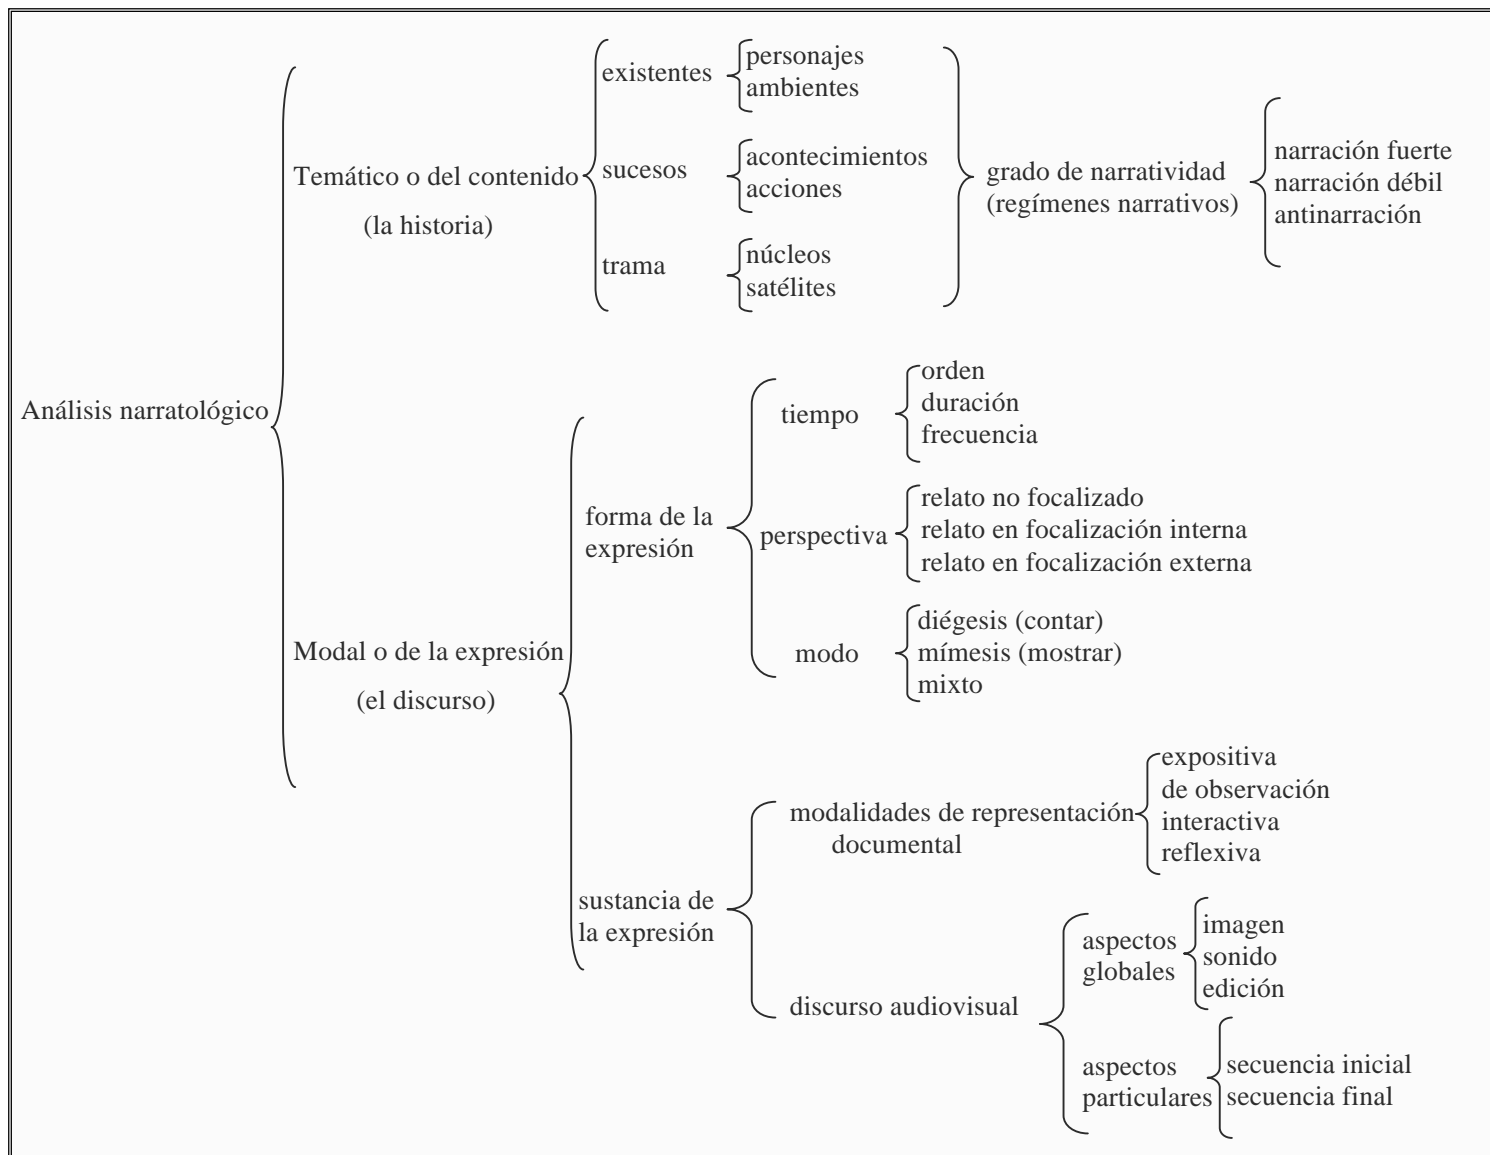 Análisis narratológico
Temático o del contenido
(la historia)
existentes
personajes
ambientes
sucesos
acontecimientos
acciones
trama
núcleos
satélites
grado de narratividad
(regímenes narrativos)
narración fuerte
narración débil
antinarración
Modal o de la expresión
(el discurso)
forma de la
expresión
tiempo
orden
duración
frecuencia
perspectiva
relato no focalizado
relato en focalización interna
relato en focalización externa
modo
diégesis (contar)
mímesis (mostrar)
mixto
sustancia de
la expresión
modalidades de representación
documental
expositiva
de observación
interactiva
reflexiva
discurso audiovisual
aspectos
globales
imagen
sonido
edición
aspectos
particulares
secuencia inicial
secuencia final